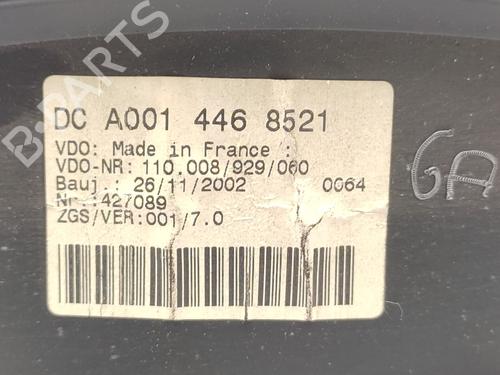 DC A001 446 8521
VDO: Made in France :
VDO-NR: 110.008/929/060
Bauj.: 26/11/2002 0064
Nr.:427089
ZGS/VER:001/7.0
GA
B-PARTS